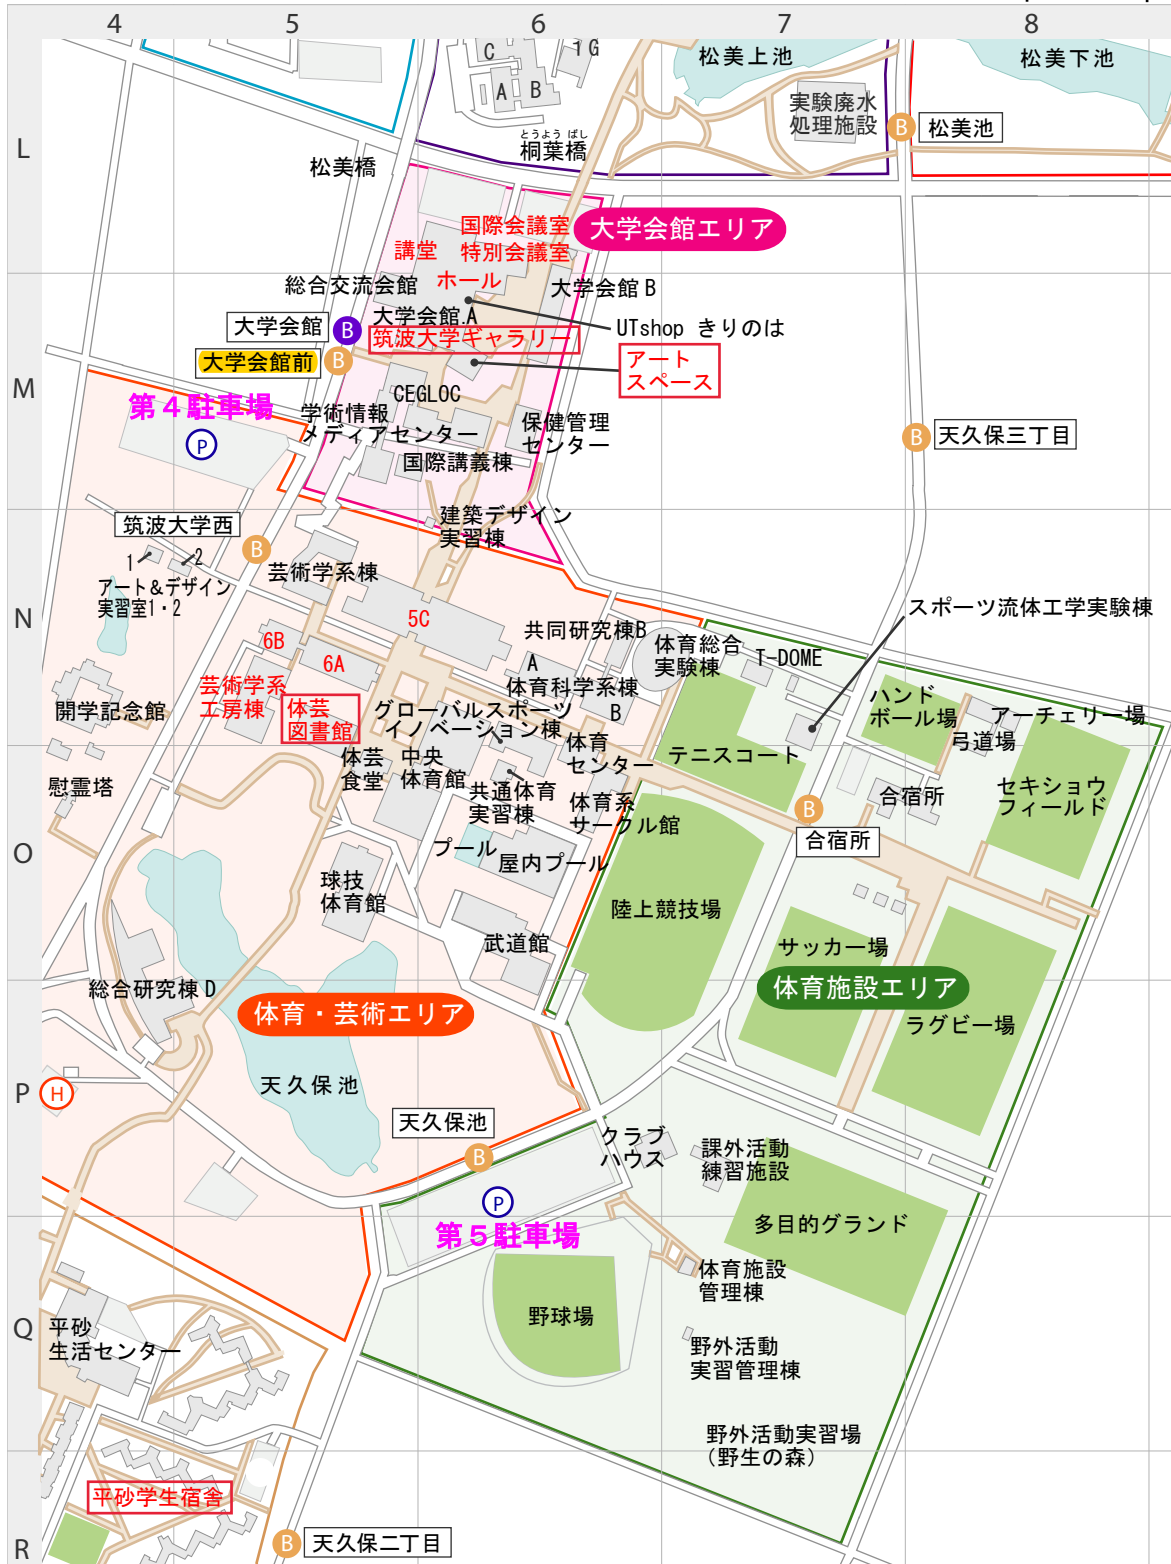 4
5
6
7
8
L
M
N
O
P
Q
R
C
A
B
1G
松美上池
松美下池
実験廃水
処理施設
B
松美池
とうようばし
桐葉橋
松美橋
国際会議室
特別会議室
大学会館エリア
講堂
ホール
総合交流会館
大学会館B
大学会館
B
大学会館A
UTshop きりのは
筑波大学ギャラリー
大学会館前
B
アート
スペース
第4駐車場
P
CEGLOC
学術情報
メディアセンター
保健管理
センター
国際講義棟
B
天久保三丁目
建築デザイン
実習棟
筑波大学西
B
1
2
アート&デザイン
実習室1・2
芸術学系棟
5C
6B
6A
共同研究棟B
A
体育総合
実験棟
T-DOME
スポーツ流体工学実験棟
体育科学系棟
B
芸術学系
工房棟
体芸
図書館
グローバルスポーツ
イノベーション棟
開学記念館
ハンド
ボール場
アーチェリー場
弓道場
体芸
食堂
中央
体育館
体育
センター
テニスコート
慰霊塔
共通体育
実習棟
体育系
サークル館
B
合宿所
合宿所
セキショウ
フィールド
プール
屋内プール
球技
体育館
陸上競技場
武道館
サッカー場
総合研究棟D
体育・芸術エリア
体育施設エリア
ラグビー場
H
天久保池
天久保池
B
クラブ
ハウス
課外活動
練習施設
P
第5駐車場
多目的グランド
体育施設
管理棟
野球場
平砂
生活センター
野外活動
実習管理棟
野外活動実習場
(野生の森)
平砂学生宿舎
B
天久保二丁目